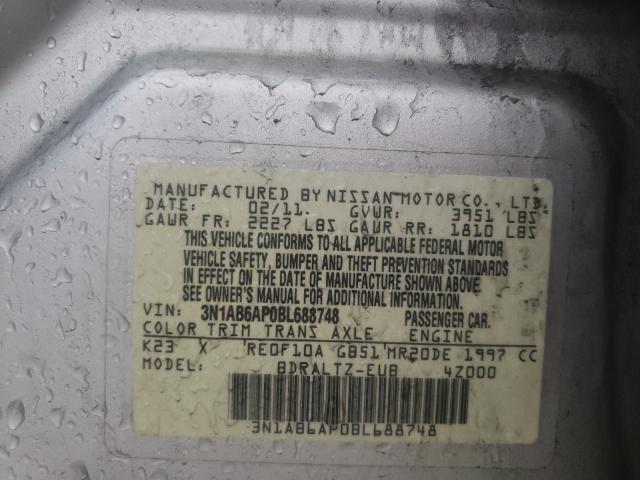 MANUFACTURED BY NISSAN MOTOR CO., LTD.
DATE: 02/11. GVWR: 3951 LBS
GAWR FR: 2227 LBS GAWR RR: 1810 LBS
THIS VEHICLE CONFORMS TO ALL APPLICABLE FEDERAL MOTOR
VEHICLE SAFETY, BUMPER AND THEFT PREVENTION STANDARDS
IN EFFECT ON THE DATE OF MANUFACTURE SHOWN ABOVE.
SEE OWNER'S MANUAL FOR ADDITIONAL INFORMATION.
VIN: 3N1AB6AP0BL688748 PASSENGER CAR.
COLOR TRIM TRANS AXLE ENGINE
K23 X RE0F10A GB51 MR20DE 1997 CC
MODEL: BDRALTZ-EUB 4Z000
3N1AB6AP0BL688748